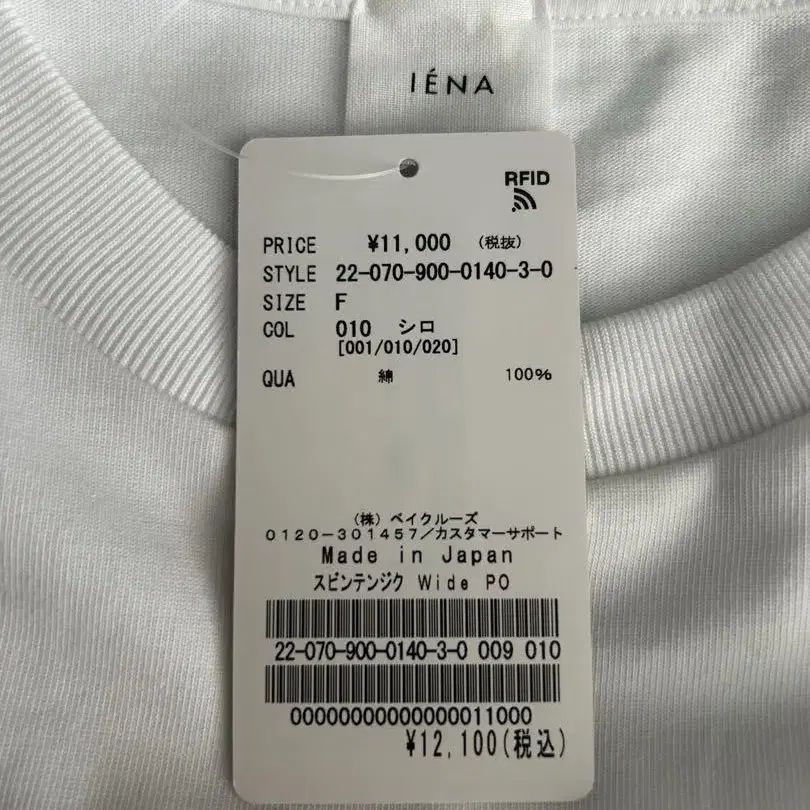 IÉNA
RFID
PRICE ¥11,000 (税抜)
STYLE 22-070-900-0140-3-0
SIZE F
COL 010 シロ
[001/010/020]
QUA 綿 100%
(株) ベイクルーズ
0120-301457/カスタマーサポート
Made in Japan
スビンテンジク Wide PO
22-070-900-0140-3-0 009 010
00000000000000011000
¥12,100(税込)